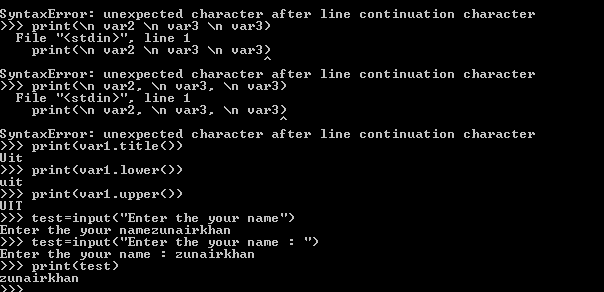 SyntaxError: unexpected character after line continuation character
>>> print(\n var2 \n var3 \n var3)
  File "<stdin>", line 1
    print(\n var2 \n var3 \n var3)
                                 ^
SyntaxError: unexpected character after line continuation character
>>> print(\n var2, \n var3, \n var3)
  File "<stdin>", line 1
    print(\n var2, \n var3, \n var3)
                                   ^
SyntaxError: unexpected character after line continuation character
>>> print(var1.title())
Uit
>>> print(var1.lower())
uit
>>> print(var1.upper())
UIT
>>> test=input("Enter the your name")
Enter the your namezunairkhan
>>> test=input("Enter the your name : ")
Enter the your name : zunairkhan
>>> print(test)
zunairkhan
>>>